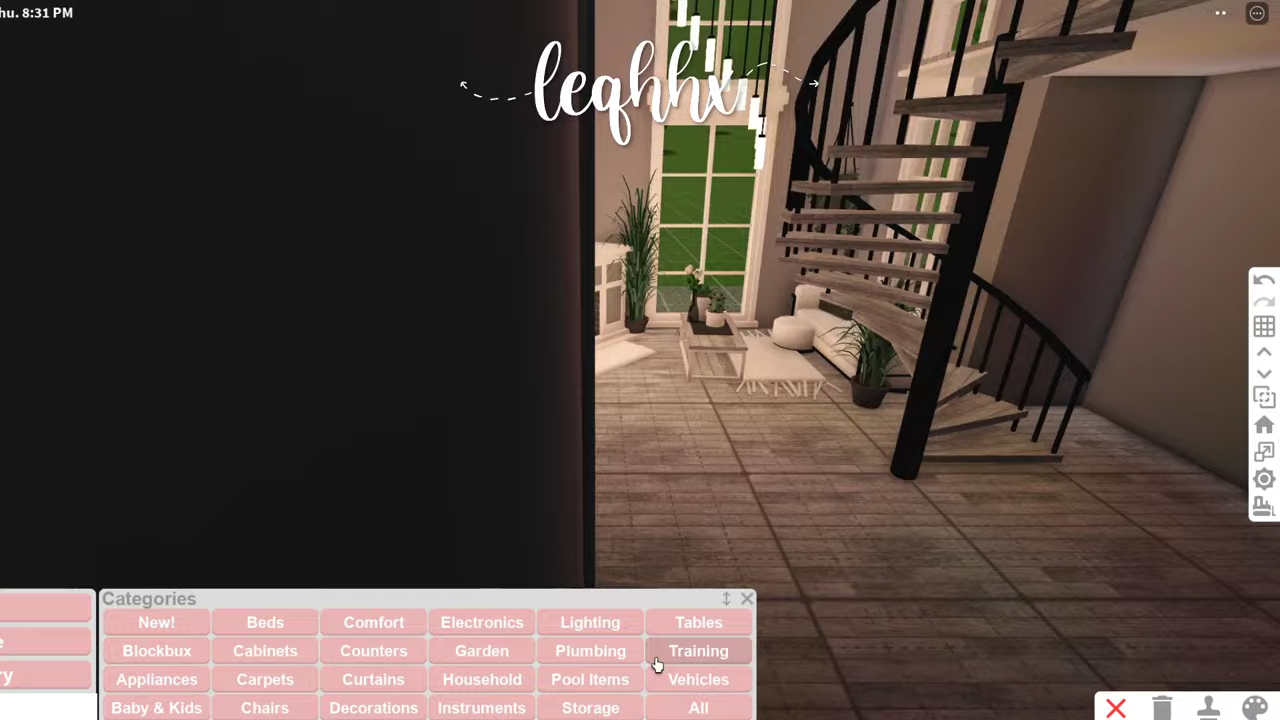 hu. 8:31 PM
leqhhx
Categories
New! Beds Comfort Electronics Lighting Tables
Blockbux Cabinets Counters Garden Plumbing Training
Appliances Carpets Curtains Household Pool Items Vehicles
Baby & Kids Chairs Decorations Instruments Storage All
e
ry